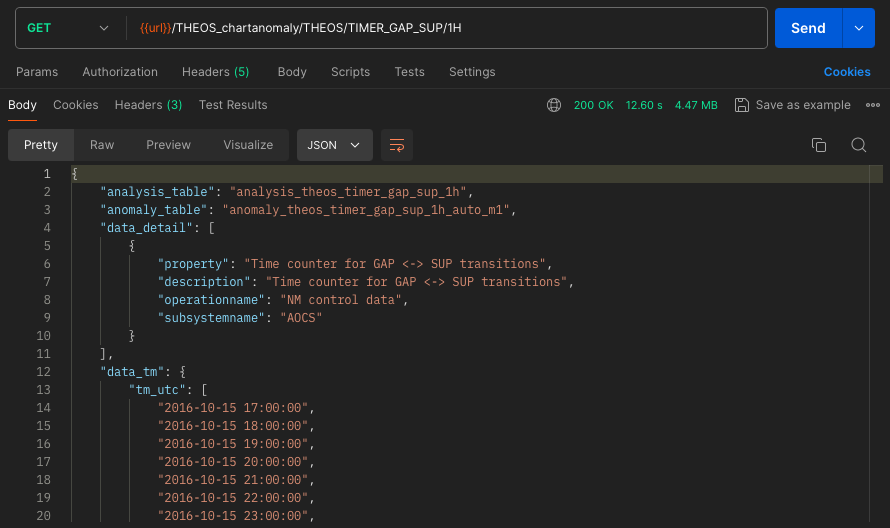 GET {{url}}/THEOS_chartanomaly/THEOS/TIMER_GAP_SUP/1H Send
Params Authorization Headers (5) Body Scripts Tests Settings Cookies
Body Cookies Headers (3) Test Results 200 OK 12.60 s 4.47 MB Save as example
Pretty Raw Preview Visualize JSON
1 {
2 "analysis_table": "analysis_theos_timer_gap_sup_1h",
3 "anomaly_table": "anomaly_theos_timer_gap_sup_1h_auto_m1",
4 "data_detail": [
5 {
6 "property": "Time counter for GAP <-> SUP transitions",
7 "description": "Time counter for GAP <-> SUP transitions",
8 "operationname": "NM control data",
9 "subsystemname": "AOCS"
10 }
11 ],
12 "data_tm": {
13 "tm_utc": [
14 "2016-10-15 17:00:00",
15 "2016-10-15 18:00:00",
16 "2016-10-15 19:00:00",
17 "2016-10-15 20:00:00",
18 "2016-10-15 21:00:00",
19 "2016-10-15 22:00:00",
20 "2016-10-15 23:00:00",